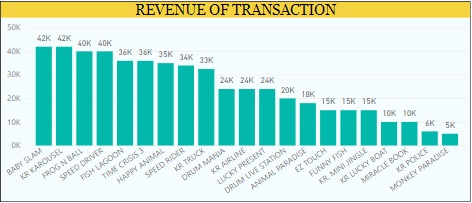 REVENUE OF TRANSACTION
50K
40K
30K
20K
10K
0K
42K 42K 40K 40K 36K 36K 35K 34K 33K 24K 24K 24K 20K 18K 15K 15K 15K 10K 10K 6K 5K
BABY SLAM
KR KAROUSEL
FROG N BALL
SPEED DRIVER
FISH LAGOON
TIME CRISIS 3
HAPPY ANIMAL
SPEED RIDER
KR TRUCK
DRUM MANIA
KR AIRLINE
LUCKY PRESENT
DRUM LIVE STATION
ANIMAL PARADISE
EZ TOUCH
FUNNY FISH
KR. MINI JINGLE
KR LUCKY BOAT
MIRACLE BOOK
KR POLICE
MONKEY PARADISE